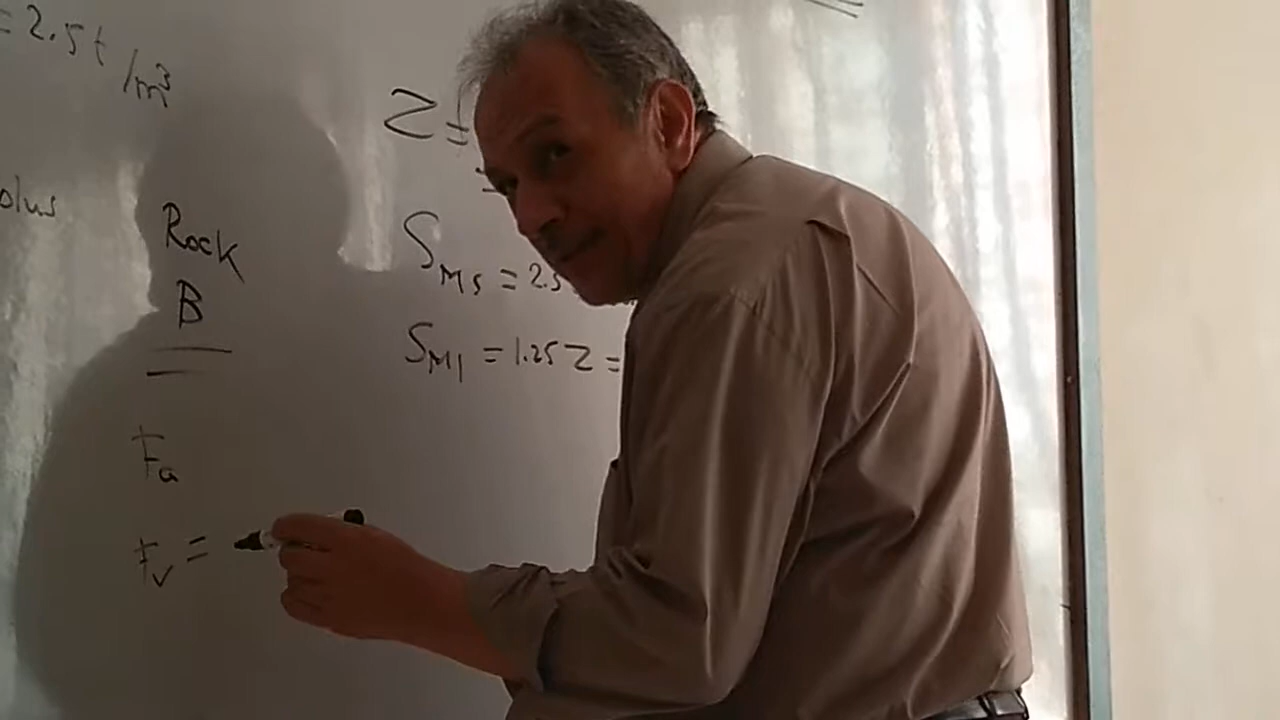 = 2.5 t /m³
Z =
olus
Rock
B
S_MS = 2.5
S_M1 = 1.25 Z =
Fa
Fv =